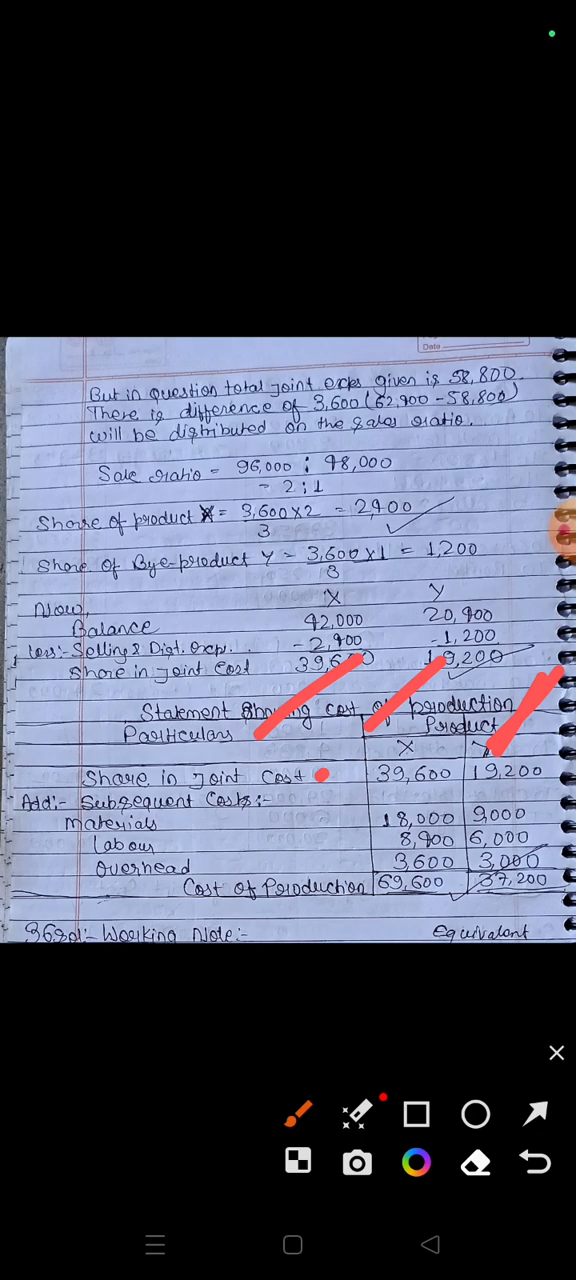 Date
But in question total joint excps given is 58,800.
There is difference of 3,600 (62,400-58,800)
will be distributed on the sales ratio.
Sale ratio = 96,000 : 48,000
= 2:1
Share of product X = 3,600x2 = 2,400
3
Share of Bye-product Y = 3,600x1 = 1,200
3
Now, X Y
Balance 42,000 20,400
Less:- Selling & Dist. Exp. - 2,400 - 1,200
Share in Joint Cost 39,600 19,200
Statement Showing cost of production
Particulars Product
X Y
Share in Joint Cost 39,600 19,200
Add:- Subsequent Costs:-
Materials 18,000 9,000
Labour 8,400 6,000
Overhead 3,600 3,000
Cost of Production 69,600 37,200
36Sol:- Working Note:- Equivalent